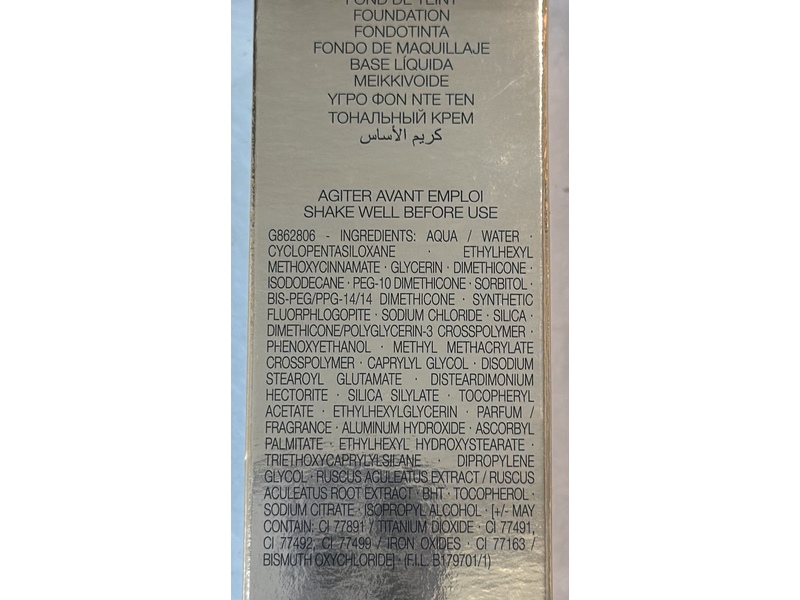 FOND DE TEINT
FOUNDATION
FONDOTINTA
FONDO DE MAQUILLAJE
BASE LÍQUIDA
MEIKKIVOIDE
ΥΓΡΟ ΦΟΝ ΝΤΕ ΤΕΝ
ТОНАЛЬНЫЙ КРЕМ
كريم الأساس
AGITER AVANT EMPLOI
SHAKE WELL BEFORE USE
G862806 - INGREDIENTS: AQUA / WATER ·
CYCLOPENTASILOXANE · ETHYLHEXYL
METHOXYCINNAMATE · GLYCERIN · DIMETHICONE ·
ISODODECANE · PEG-10 DIMETHICONE · SORBITOL ·
BIS-PEG/PPG-14/14 DIMETHICONE · SYNTHETIC
FLUORPHLOGOPITE · SODIUM CHLORIDE · SILICA ·
DIMETHICONE/POLYGLYCERIN-3 CROSSPOLYMER ·
PHENOXYETHANOL · METHYL METHACRYLATE
CROSSPOLYMER · CAPRYLYL GLYCOL · DISODIUM
STEAROYL GLUTAMATE · DISTEARDIMONIUM
HECTORITE · SILICA SILYLATE · TOCOPHERYL
ACETATE · ETHYLHEXYLGLYCERIN · PARFUM /
FRAGRANCE · ALUMINUM HYDROXIDE · ASCORBYL
PALMITATE · ETHYLHEXYL HYDROXYSTEARATE ·
TRIETHOXYCAPRYLYLSILANE · DIPROPYLENE
GLYCOL · RUSCUS ACULEATUS EXTRACT / RUSCUS
ACULEATUS ROOT EXTRACT · BHT · TOCOPHEROL ·
SODIUM CITRATE · ISOPROPYL ALCOHOL · [+/- MAY
CONTAIN: CI 77891 / TITANIUM DIOXIDE · CI 77491,
CI 77492, CI 77499 / IRON OXIDES · CI 77163 /
BISMUTH OXYCHLORIDE] · (F.I.L. B179701/1)